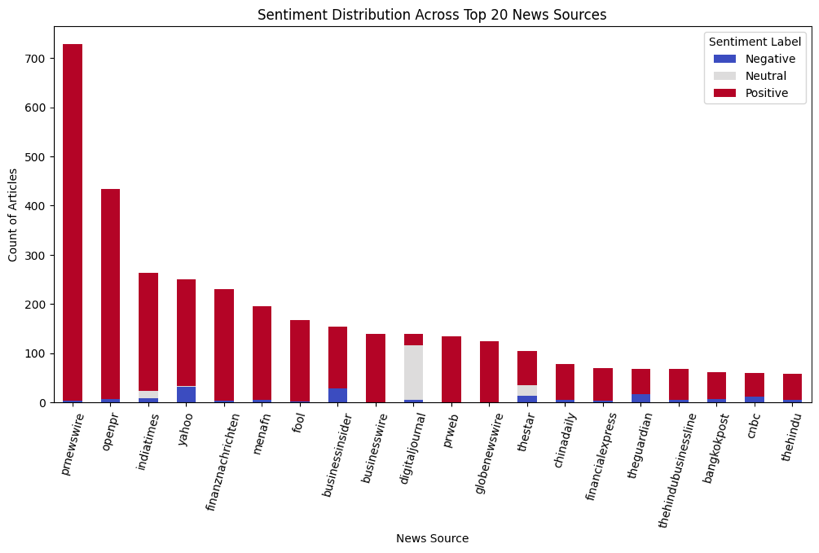 Sentiment Distribution Across Top 20 News Sources
Sentiment Label
Negative
Neutral
Positive
Count of Articles
700
600
500
400
300
200
100
0
prnewswire
openpr
indiatimes
yahoo
finanznachrichten
menafn
fool
businessinsider
businesswire
digitaljournal
prweb
globenewswire
thestar
chinadaily
financialexpress
theguardian
thehindubusinessline
bangkokpost
cnbc
thehindu
News Source